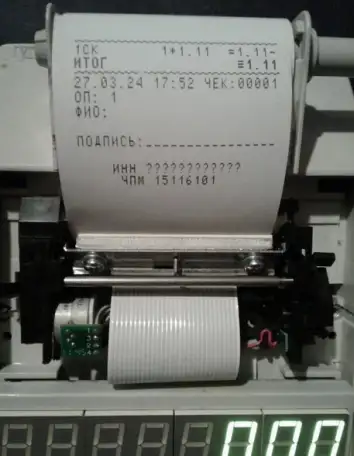 1СК 1*1.11 =1.11-
ИТОГ ≡1.11
27.03.24 17:52 ЧЕК:00001
ОП: 1
ФИО:
ПОДПИСЬ:
ИНН ????????????
ЧПМ 15116101
000